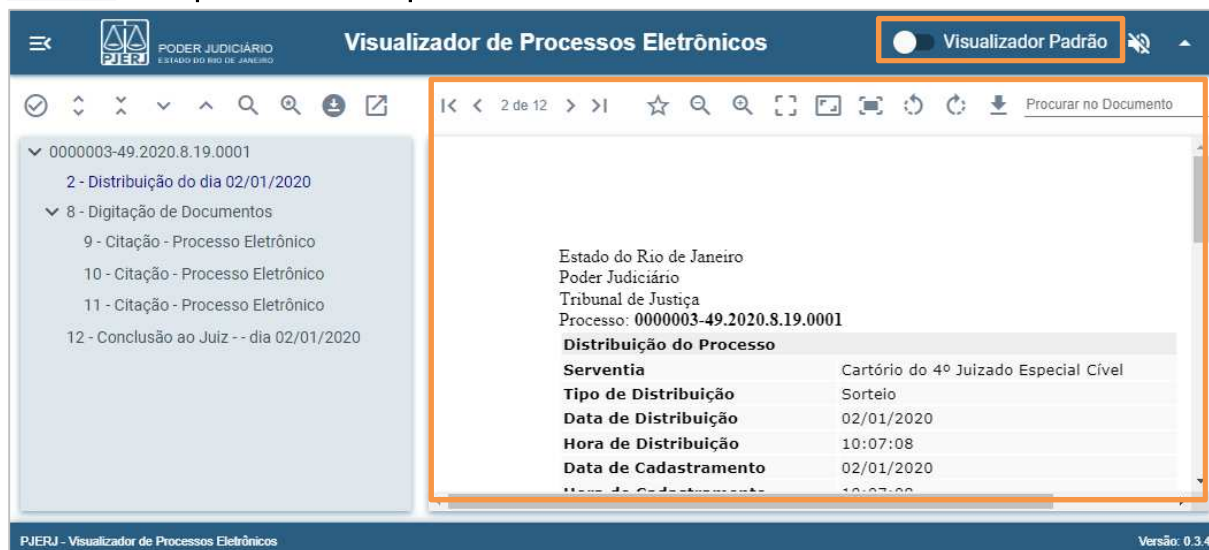 PODER JUDICIÁRIO
ESTADO DO RIO DE JANEIRO
PJERJ
Visualizador de Processos Eletrônicos
Visualizador Padrão
2 de 12
Procurar no Documento
0000003-49.2020.8.19.0001
2 - Distribuição do dia 02/01/2020
8 - Digitação de Documentos
9 - Citação - Processo Eletrônico
10 - Citação - Processo Eletrônico
11 - Citação - Processo Eletrônico
12 - Conclusão ao Juiz - - dia 02/01/2020
Estado do Rio de Janeiro
Poder Judiciário
Tribunal de Justiça
Processo: 0000003-49.2020.8.19.0001
Distribuição do Processo
Serventia Cartório do 4º Juizado Especial Cível
Tipo de Distribuição Sorteio
Data de Distribuição 02/01/2020
Hora de Distribuição 10:07:08
Data de Cadastramento 02/01/2020
PJERJ - Visualizador de Processos Eletrônicos
Versão: 0.3.4